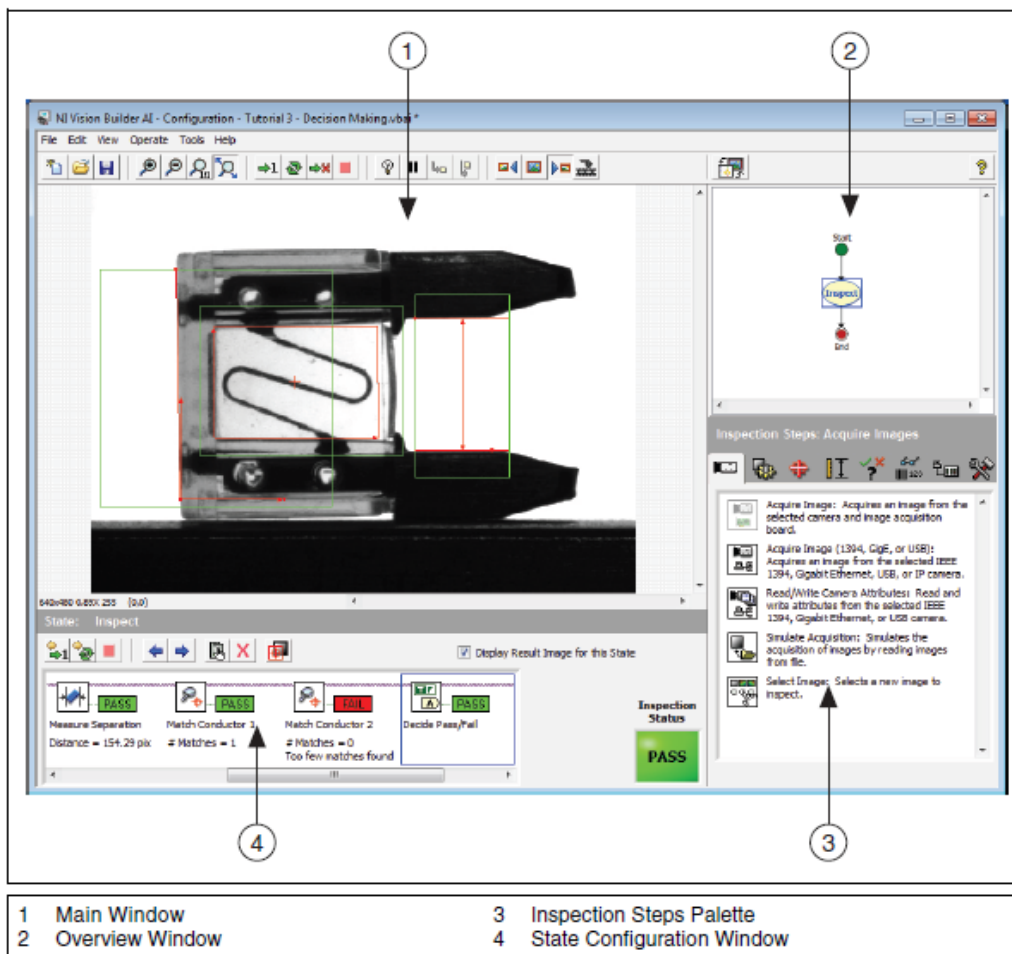 1
2
NI Vision Builder AI - Configuration - Tutorial 3 - Decision Making.vbai *
File Edit View Operate Tools Help
Start
Inspect
End
Inspection Steps: Acquire Images
Acquire Image: Acquires an image from the
selected camera and image acquisition
board.
Acquire Image (1394, GigE, or USB):
Acquires an image from the selected IEEE
1394, Gigabit Ethernet, USB, or IP camera.
Read/Write Camera Attributes: Read and
write attributes from the selected IEEE
1394, Gigabit Ethernet, or USB camera.
Simulate Acquisition: Simulates the
acquisition of images by reading images
from file.
Select Image: Selects a new image to
inspect.
640x480 0.88X 255 (0,0)
State: Inspect
Display Result Image for this State
PASS
PASS
FAIL
PASS
Measure Separation
Match Conductor 1
Match Conductor 2
Decide Pass/Fail
Distance = 154.29 pix
# Matches = 1
# Matches = 0
Too few matches found
Inspection
Status
PASS
4
3
1 Main Window
2 Overview Window
3 Inspection Steps Palette
4 State Configuration Window